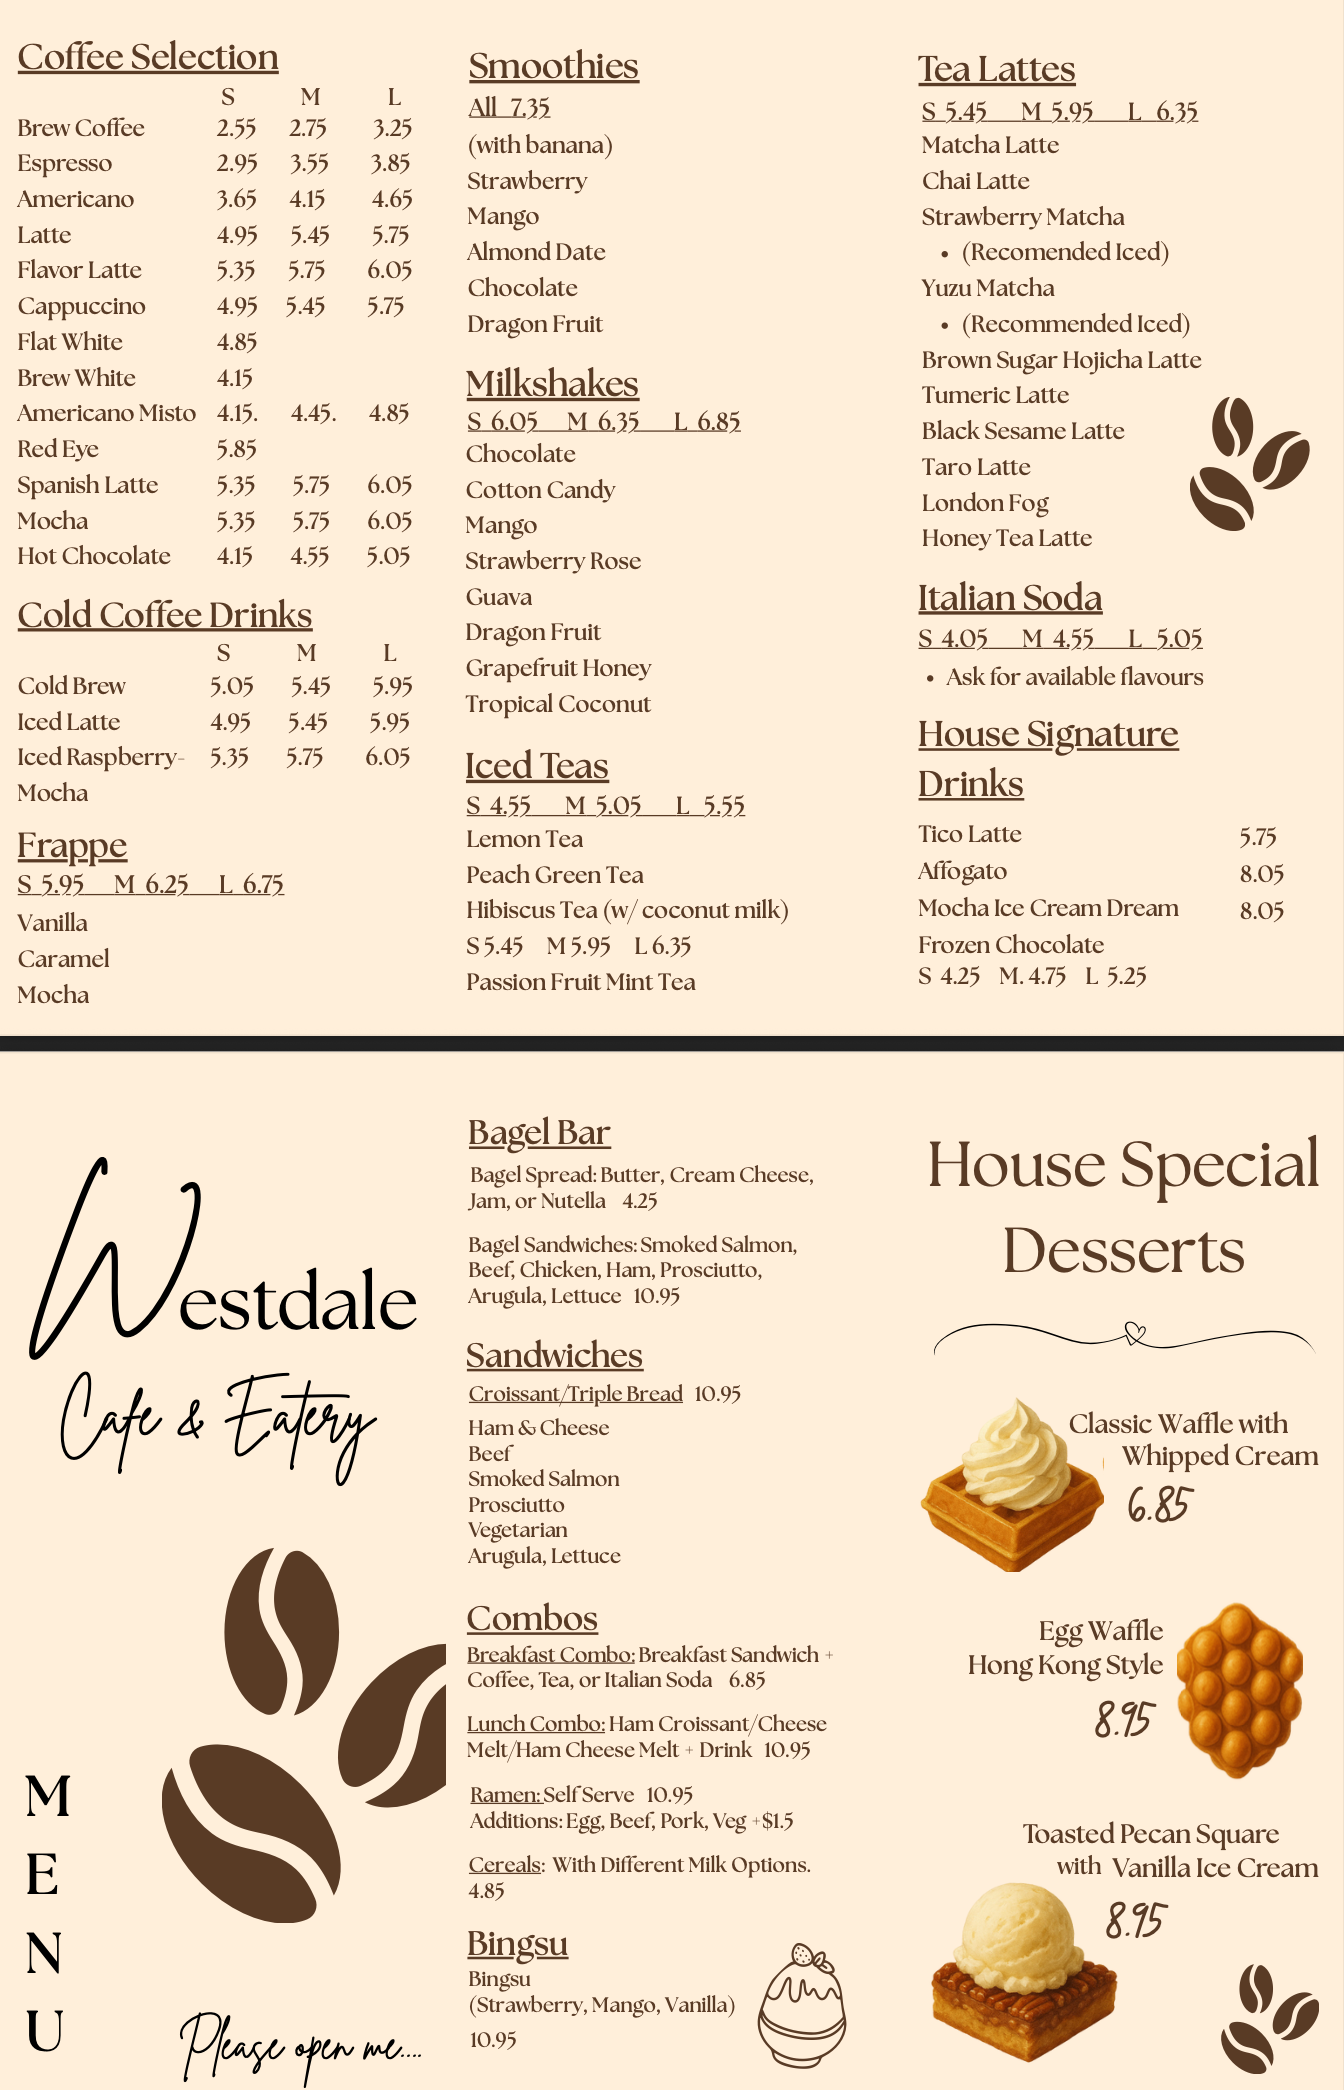 Coffee Selection
S M L
Brew Coffee 2.55 2.75 3.25
Espresso 2.95 3.55 3.85
Americano 3.65 4.15 4.65
Latte 4.95 5.45 5.75
Flavor Latte 5.35 5.75 6.05
Cappuccino 4.95 5.45 5.75
Flat White 4.85
Brew White 4.15
Americano Misto 4.15. 4.45. 4.85
Red Eye 5.85
Spanish Latte 5.35 5.75 6.05
Mocha 5.35 5.75 6.05
Hot Chocolate 4.15 4.55 5.05
Cold Coffee Drinks
S M L
Cold Brew 5.05 5.45 5.95
Iced Latte 4.95 5.45 5.95
Iced Raspberry- 5.35 5.75 6.05
Mocha
Frappe
S 5.95 M 6.25 L 6.75
Vanilla
Caramel
Mocha
Smoothies
All 7.35
(with banana)
Strawberry
Mango
Almond Date
Chocolate
Dragon Fruit
Milkshakes
S 6.05 M 6.35 L 6.85
Chocolate
Cotton Candy
Mango
Strawberry Rose
Guava
Dragon Fruit
Grapefruit Honey
Tropical Coconut
Iced Teas
S 4.55 M 5.05 L 5.55
Lemon Tea
Peach Green Tea
Hibiscus Tea (w/ coconut milk)
S 5.45 M 5.95 L 6.35
Passion Fruit Mint Tea
Tea Lattes
S 5.45 M 5.95 L 6.35
Matcha Latte
Chai Latte
Strawberry Matcha
• (Recomended Iced)
Yuzu Matcha
• (Recommended Iced)
Brown Sugar Hojicha Latte
Tumeric Latte
Black Sesame Latte
Taro Latte
London Fog
Honey Tea Latte
Italian Soda
S 4.05 M 4.55 L 5.05
• Ask for available flavours
House Signature
Drinks
Tico Latte 5.75
Affogato 8.05
Mocha Ice Cream Dream 8.05
Frozen Chocolate
S 4.25 M. 4.75 L 5.25
Westdale
Cafe & Eatery
M
E
N
U
Please open me....
Bagel Bar
Bagel Spread: Butter, Cream Cheese,
Jam, or Nutella 4.25
Bagel Sandwiches: Smoked Salmon,
Beef, Chicken, Ham, Prosciutto,
Arugula, Lettuce 10.95
Sandwiches
Croissant/Triple Bread 10.95
Ham & Cheese
Beef
Smoked Salmon
Prosciutto
Vegetarian
Arugula, Lettuce
Combos
Breakfast Combo: Breakfast Sandwich +
Coffee, Tea, or Italian Soda 6.85
Lunch Combo: Ham Croissant/Cheese
Melt/Ham Cheese Melt + Drink 10.95
Ramen: Self Serve 10.95
Additions: Egg, Beef, Pork, Veg +$1.5
Cereals: With Different Milk Options.
4.85
Bingsu
Bingsu
(Strawberry, Mango, Vanilla)
10.95
House Special
Desserts
Classic Waffle with
Whipped Cream
6.85
Egg Waffle
Hong Kong Style
8.95
Toasted Pecan Square
with Vanilla Ice Cream
8.95